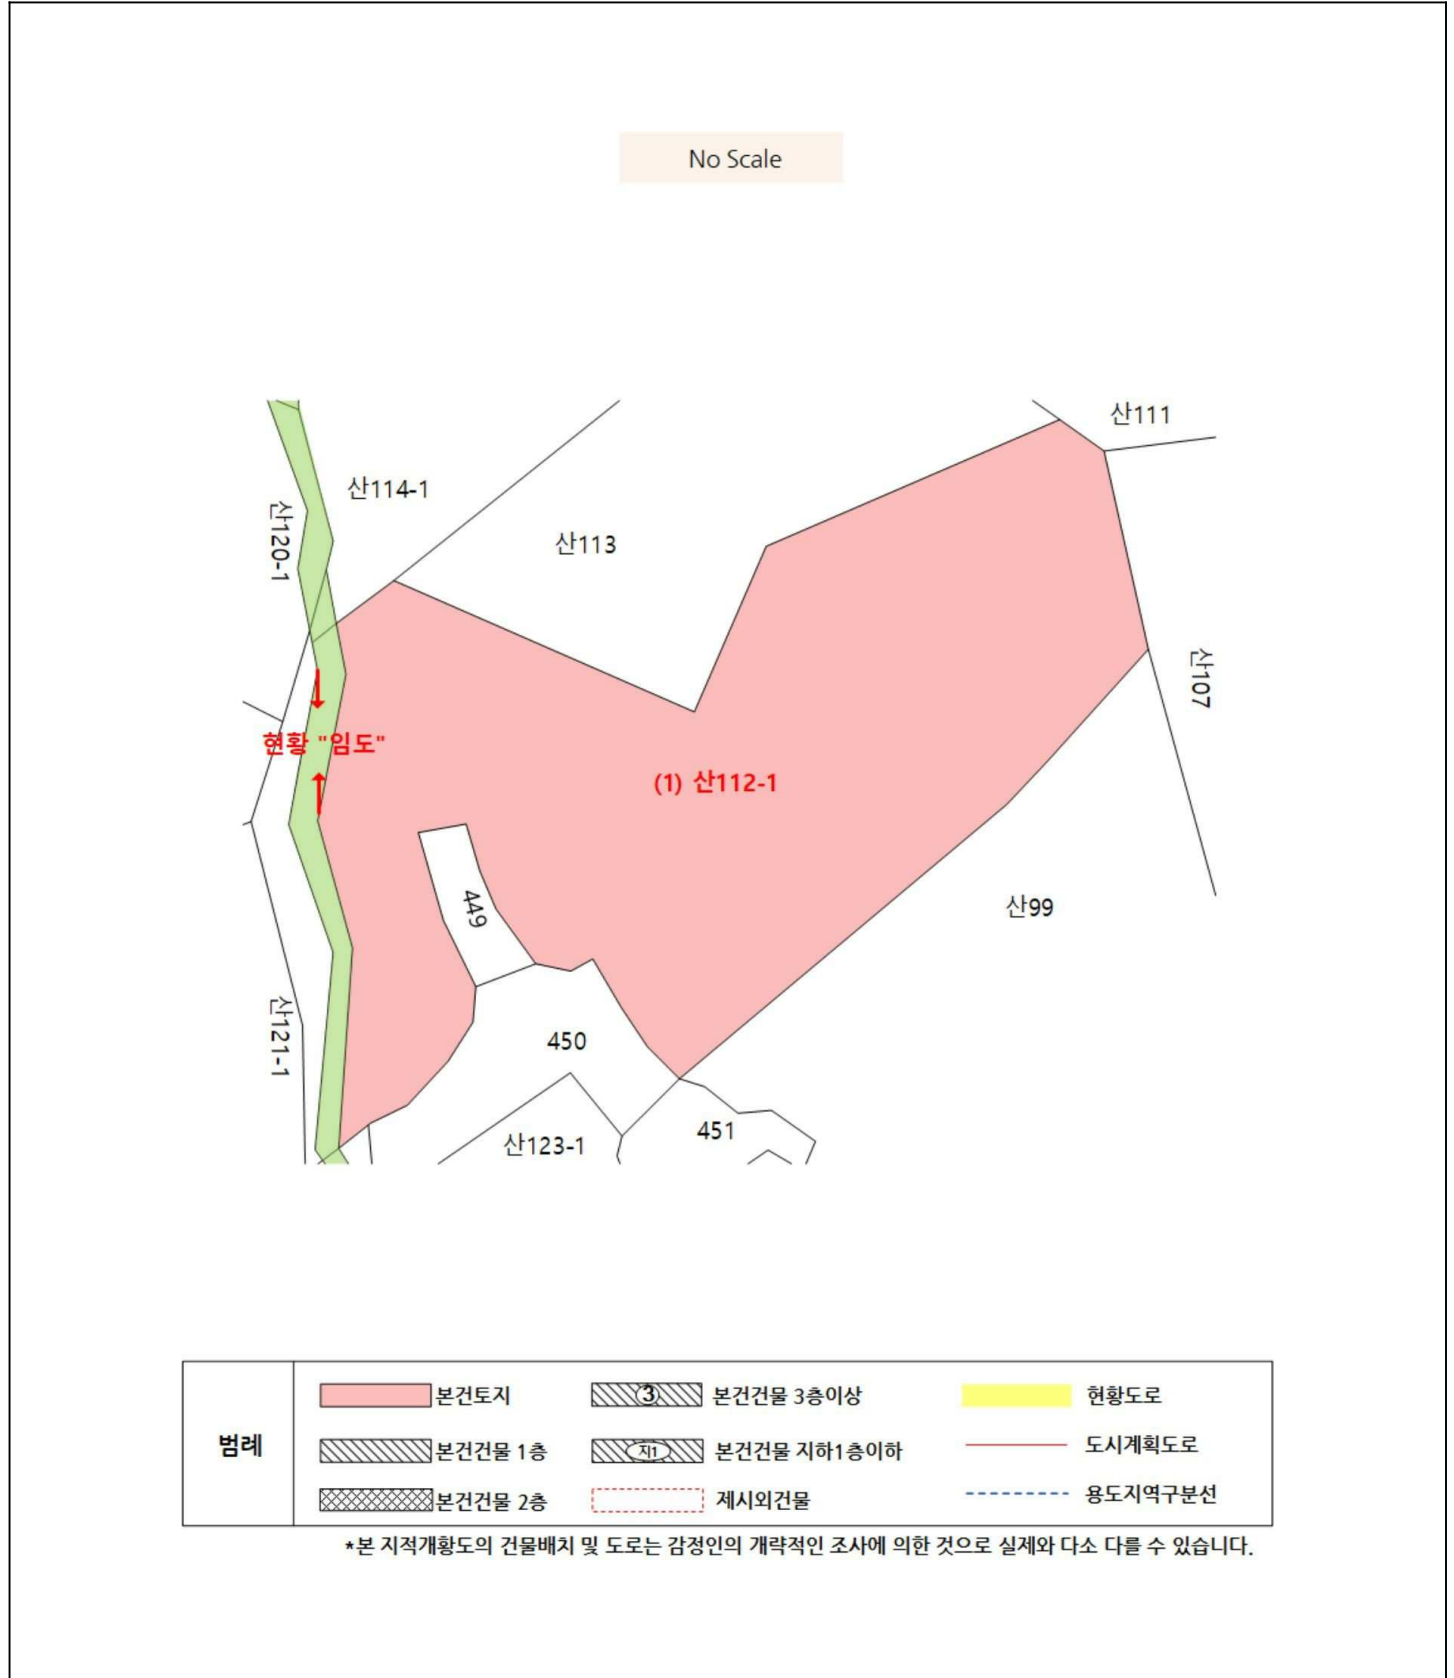 No Scale
산111
산114-1
산120-1
산113
산107
현황 "임도"
(1) 산112-1
449
산99
산121-1
450
451
산123-1
범례
본건토지
3
본건건물 3층이상
현황도로
본건건물 1층
지1
본건건물 지하1층이하
도시계획도로
본건건물 2층
제시외건물
용도지역구분선
*본 지적개황도의 건물배치 및 도로는 감정인의 개략적인 조사에 의한 것으로 실제와 다소 다를 수 있습니다.